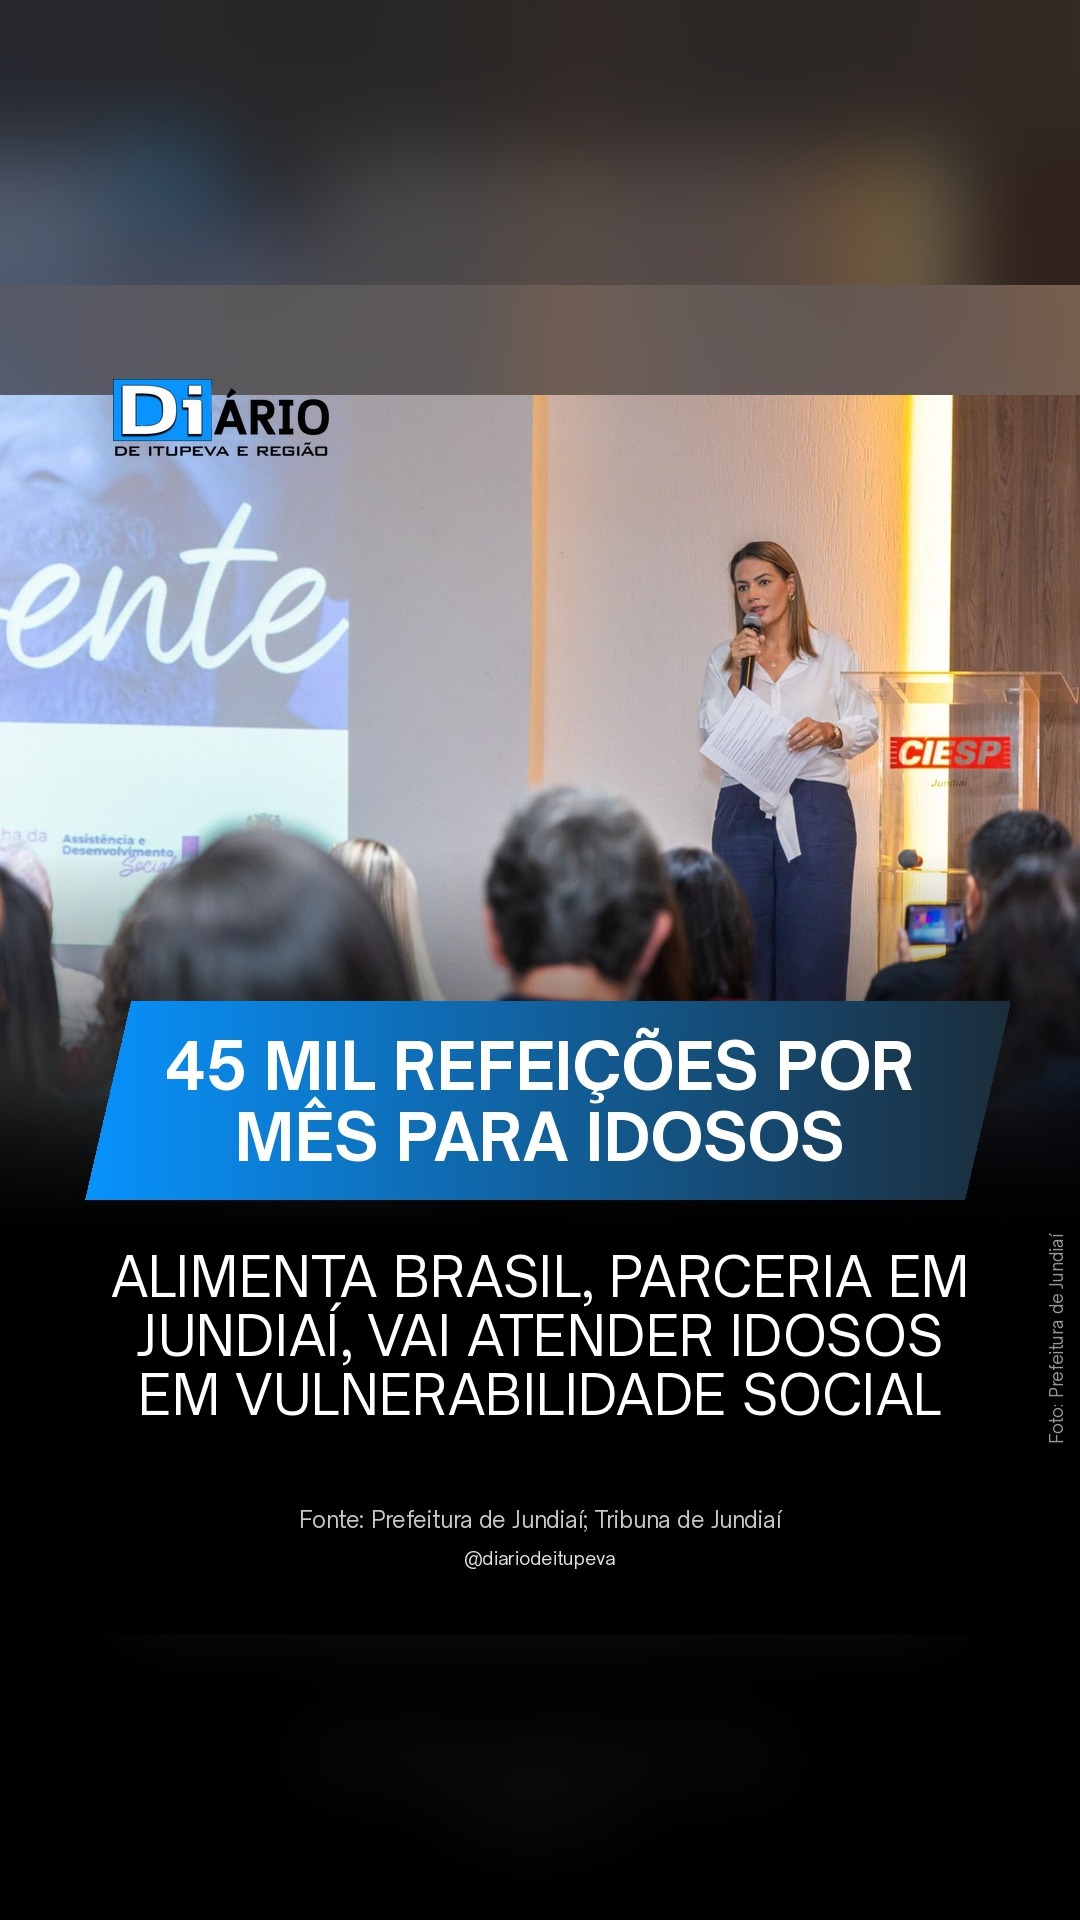 DiÁRIO
DE ITUPEVA E REGIÃO
ente
CIESP
Jundiaí
ha da
Assistência e
Desenvolvimento
Social
45 MIL REFEIÇÕES POR
MÊS PARA IDOSOS
ALIMENTA BRASIL, PARCERIA EM
JUNDIAÍ, VAI ATENDER IDOSOS
EM VULNERABILIDADE SOCIAL
Foto: Prefeitura de Jundiaí
Fonte: Prefeitura de Jundiaí; Tribuna de Jundiaí
@diariodeitupeva